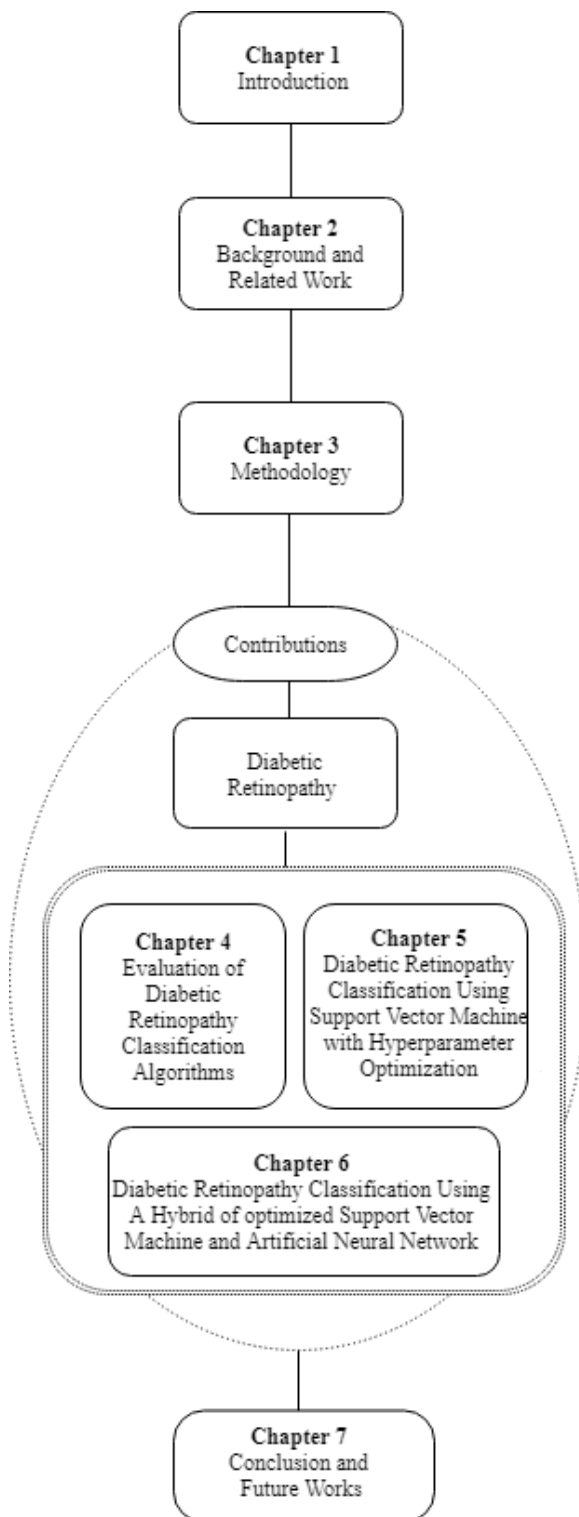 Chapter 1
Introduction
Chapter 2
Background and
Related Work
Chapter 3
Methodology
Contributions
Diabetic
Retinopathy
Chapter 4
Evaluation of
Diabetic
Retinopathy
Classification
Algorithms
Chapter 5
Diabetic Retinopathy
Classification Using
Support Vector Machine
with Hyperparameter
Optimization
Chapter 6
Diabetic Retinopathy Classification Using
A Hybrid of optimized Support Vector
Machine and Artificial Neural Network
Chapter 7
Conclusion and
Future Works